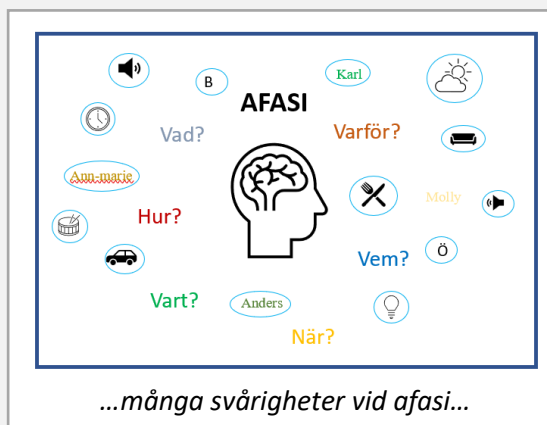 B
Karl
AFASI
Vad?
Varför?
Ann-marie
Molly
Hur?
Ö
Vem?
Vart?
Anders
När?
...många svårigheter vid afasi...